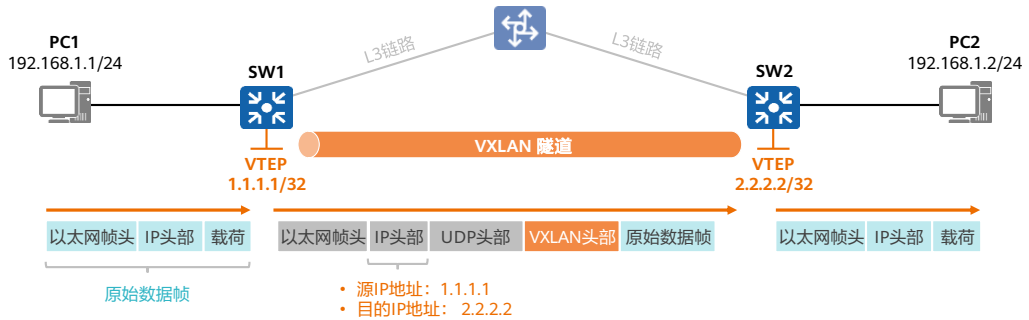 PC1
192.168.1.1/24
L3链路
L3链路
PC2
192.168.1.2/24
SW1
SW2
VXLAN 隧道
VTEP
1.1.1.1/32
VTEP
2.2.2.2/32
以太网帧头 IP头部 载荷
以太网帧头 IP头部 UDP头部 VXLAN头部 原始数据帧
以太网帧头 IP头部 载荷
原始数据帧
• 源IP地址：1.1.1.1
• 目的IP地址： 2.2.2.2